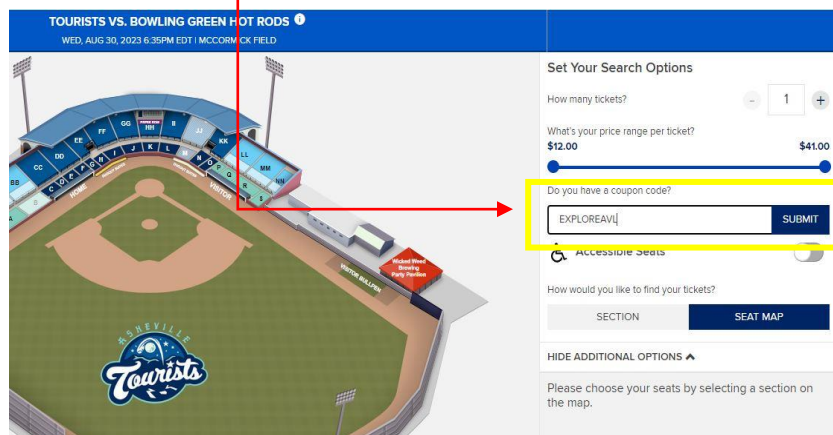 TOURISTS VS. BOWLING GREEN HOT RODS
WED, AUG 30, 2023 6:35PM EDT | MCCORMICK FIELD
Set Your Search Options
How many tickets?
- 1 +
What's your price range per ticket?
$12.00 $41.00
Do you have a coupon code?
EXPLOREAVL SUBMIT
Accessible Seats
How would you like to find your tickets?
SECTION SEAT MAP
HIDE ADDITIONAL OPTIONS
Please choose your seats by selecting a section on
the map.
BB
CC
DD
EE
FF
GG
HH
II
JJ
KK
LL
MM
NN
A
C
D
E
F
G
H
I
J
K
L
M
N
O
P
Q
R
S
HOME
VISITOR
VISITOR BULLPEN
Wicked Weed
Brewing
Party Pavilion
ASHEVILLE
Tourists